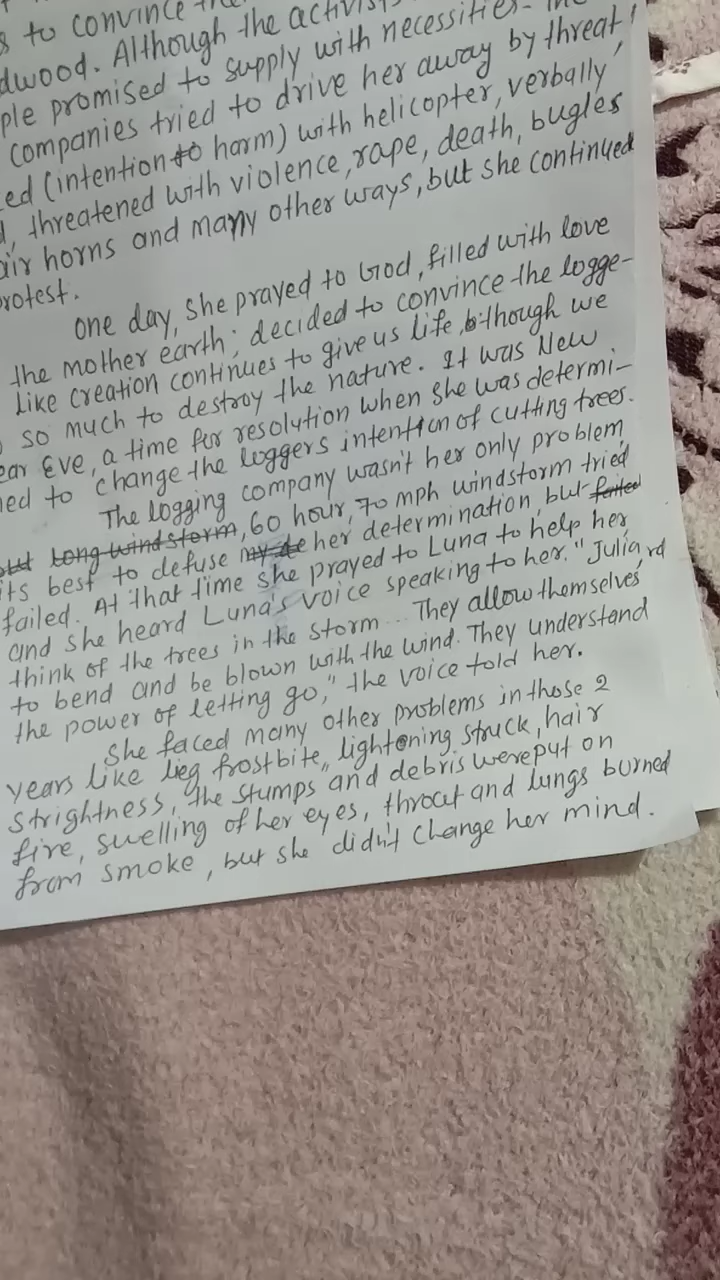 s to convince the
dwood. Although the activis
ple promised to supply with necessities.
companies tried to drive her away by threat
ed (intention to harm) with helicopter, verbally
, threatened with violence, rape, death, bugles
air horns and many other ways, but she continued
rotest.
One day, she prayed to God, filled with love
the mother earth; decided to convince the logge-
like creation continues to give us life, though we
so much to destroy the nature. It was New
ear Eve, a time for resolution when she was determi-
ned to change the loggers intention of cutting trees.
The logging company wasn't her only problem,
but long windstorm, 60 hour, 70 mph windstorm tried
its best to defuse my de her determination, but failed
failed. At that time she prayed to Luna to help her
and she heard Luna's voice speaking to her. "Julia,
think of the trees in the storm ... They allow themselves
to bend and be blown with the wind. They understand
the power of letting go," the voice told her.
She faced many other problems in those 2
years like leg frostbite, lightening struck, hair
strightness, the stumps and debris were put on
fire, swelling of her eyes, throat and lungs burned
from smoke, but she didn't change her mind.